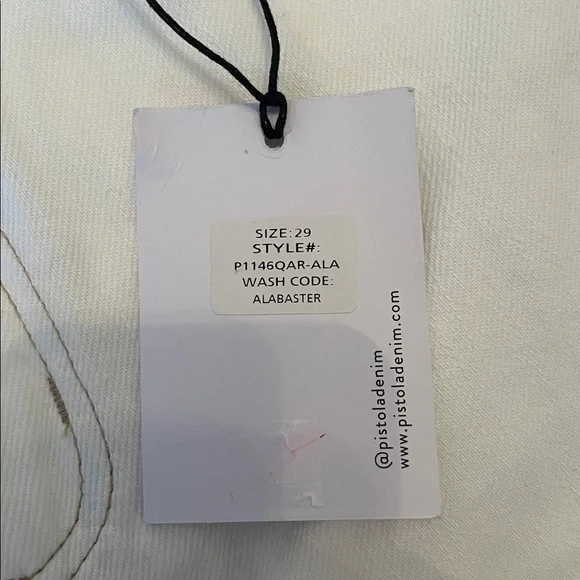 SIZE:29
STYLE#:
P1146QAR-ALA
WASH CODE:
ALABASTER
@pistoladenim
www.pistoladenim.com